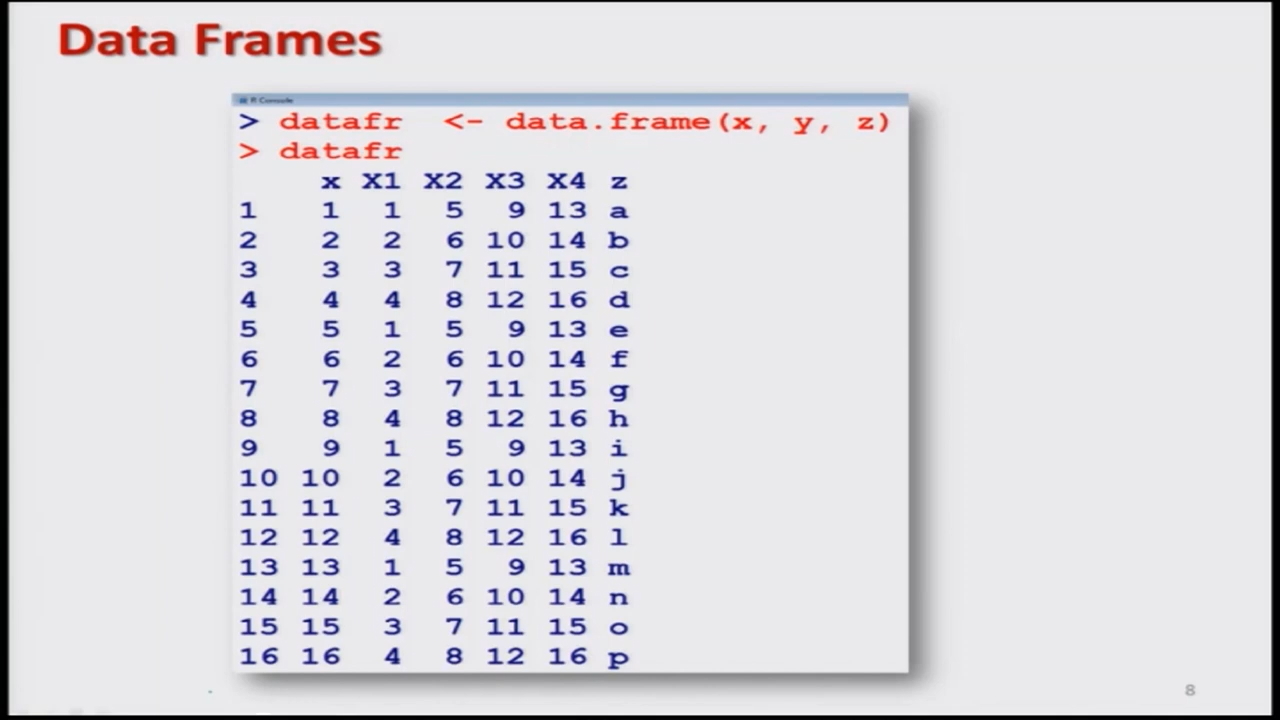 Data Frames
R Console
> datafr <- data.frame(x, y, z)
> datafr
x X1 X2 X3 X4 z
1 1 1 5 9 13 a
2 2 2 6 10 14 b
3 3 3 7 11 15 c
4 4 4 8 12 16 d
5 5 1 5 9 13 e
6 6 2 6 10 14 f
7 7 3 7 11 15 g
8 8 4 8 12 16 h
9 9 1 5 9 13 i
10 10 2 6 10 14 j
11 11 3 7 11 15 k
12 12 4 8 12 16 l
13 13 1 5 9 13 m
14 14 2 6 10 14 n
15 15 3 7 11 15 o
16 16 4 8 12 16 p
8